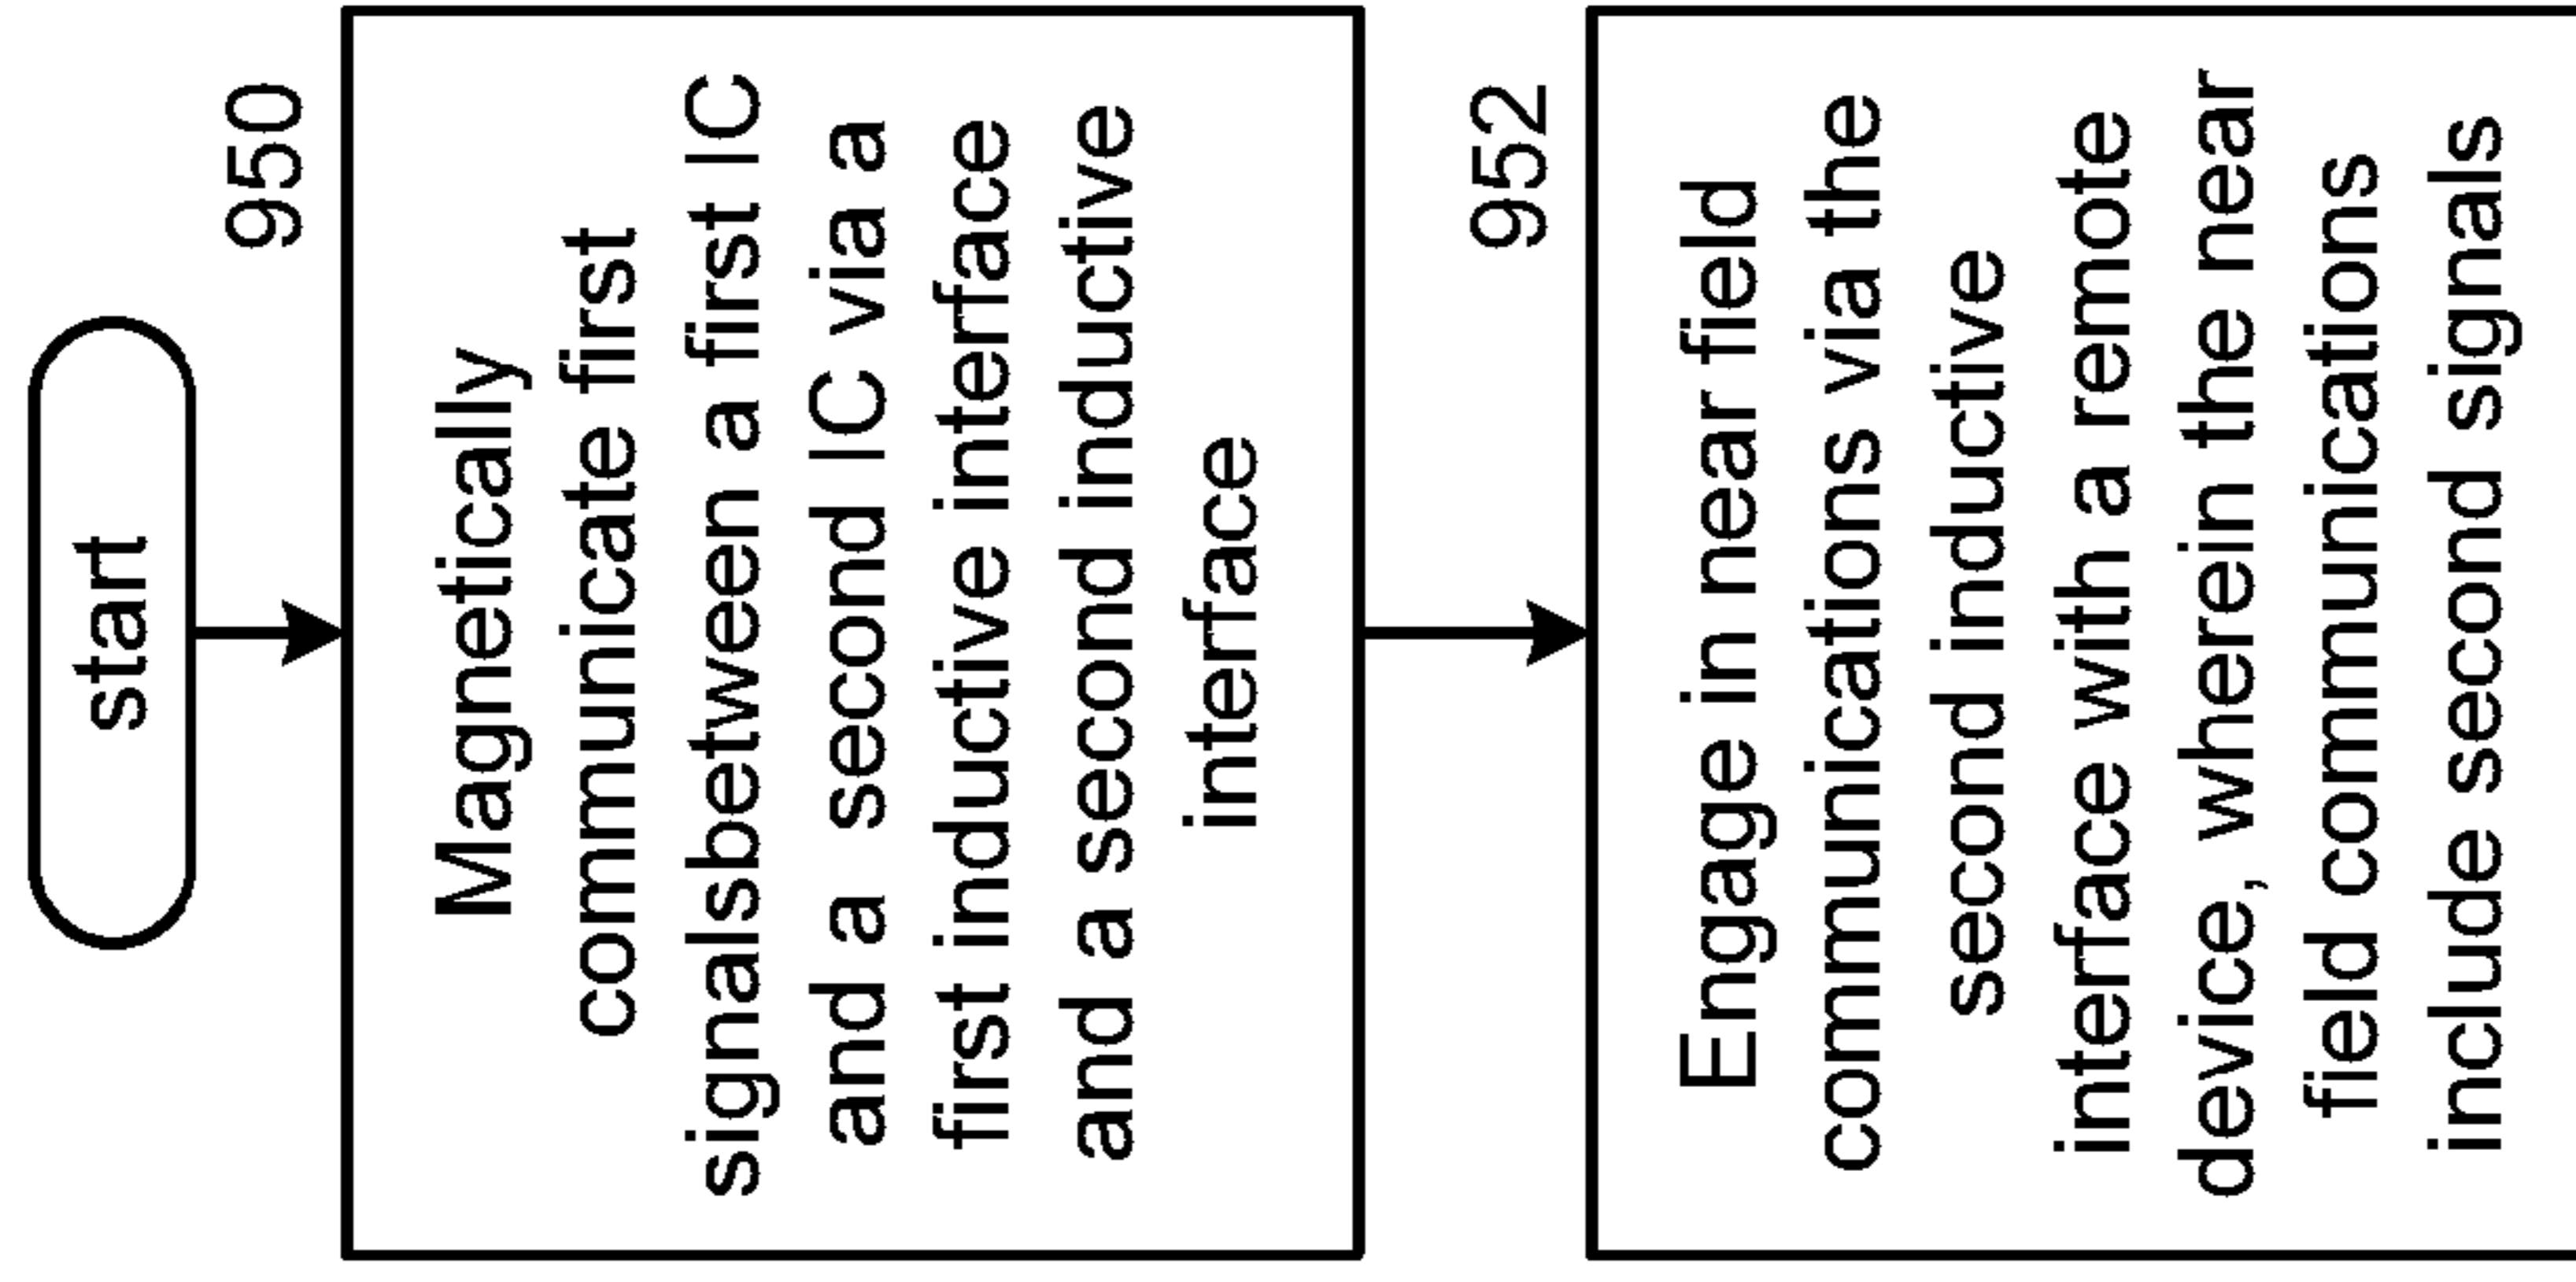 start
950
Magnetically
communicate first
signalsbetween a first IC
and a second IC via a
first inductive interface
and a second inductive
interface
952
Engage in near field
communications via the
second inductive
interface with a remote
device, wherein the near
field communications
include second signals